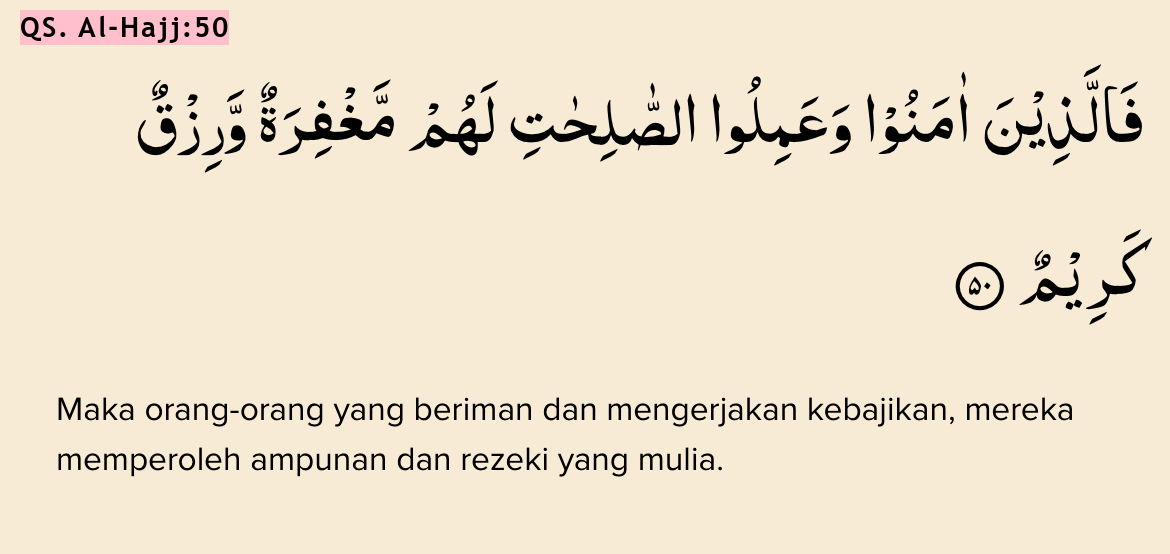 QS. Al-Hajj:50
فَالَّذِيْنَ اٰمَنُوْا وَعَمِلُوا الصّٰلِحٰتِ لَهُمْ مَّغْفِرَةٌ وَّرِزْقٌ
كَرِيْمٌ ۝٥٠
Maka orang-orang yang beriman dan mengerjakan kebajikan, mereka
memperoleh ampunan dan rezeki yang mulia.